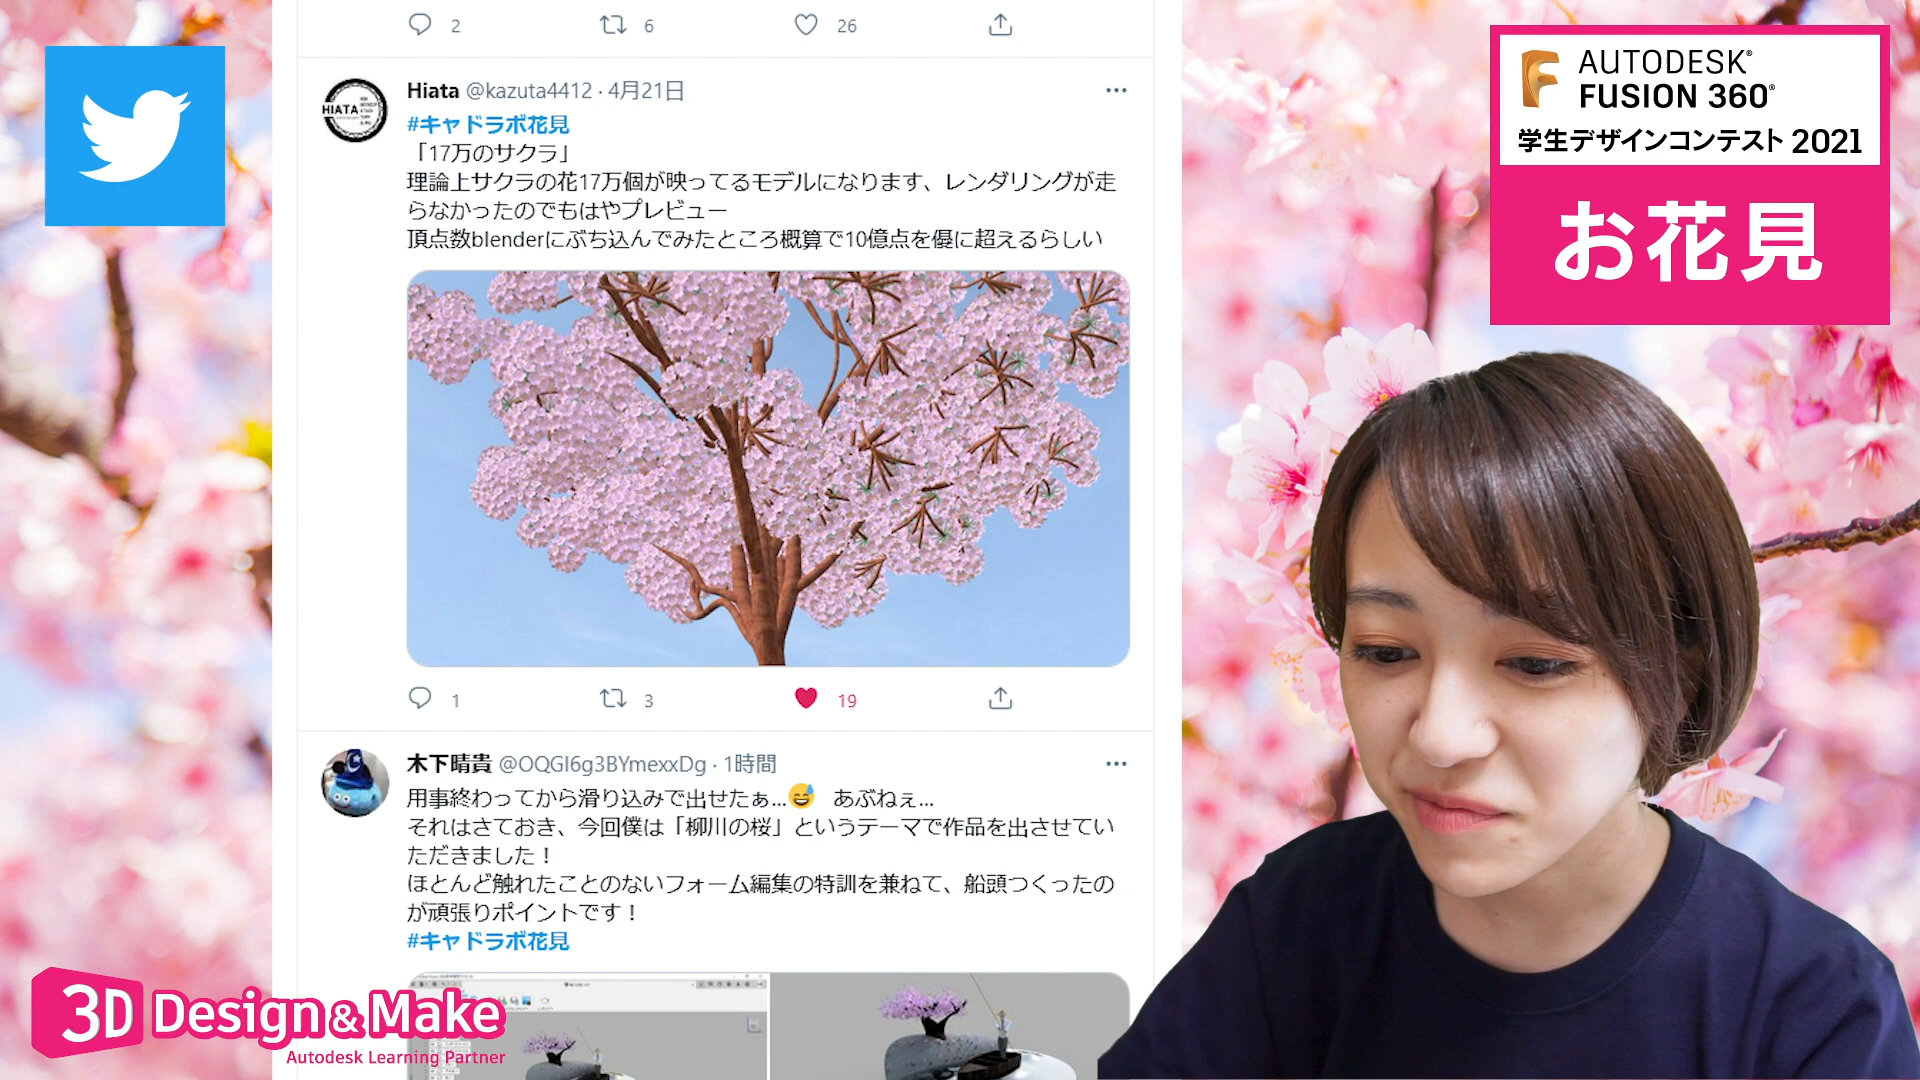 2 6 26
Hiata @kazuta4412 · 4月21日
#キャドラボ花見
「17万のサクラ」
理論上サクラの花17万個が映ってるモデルになります、レンダリングが走
らなかったのでもはやプレビュー
頂点数blenderにぶち込んでみたところ概算で10億点を優に超えるらしい
HIATA
1 3 19
木下晴貴 @OQGl6g3BYmexxDg · 1時間
用事終わってから滑り込みで出せたぁ...😅 あぶねぇ...
それはさておき、今回僕は「柳川の桜」というテーマで作品を出させてい
ただきました！
ほとんど触れたことのないフォーム編集の特訓を兼ねて、船頭つくったの
が頑張りポイントです！
#キャドラボ花見
AUTODESK®
FUSION 360®
学生デザインコンテスト 2021
お花見
3D Design & Make
Autodesk Learning Partner